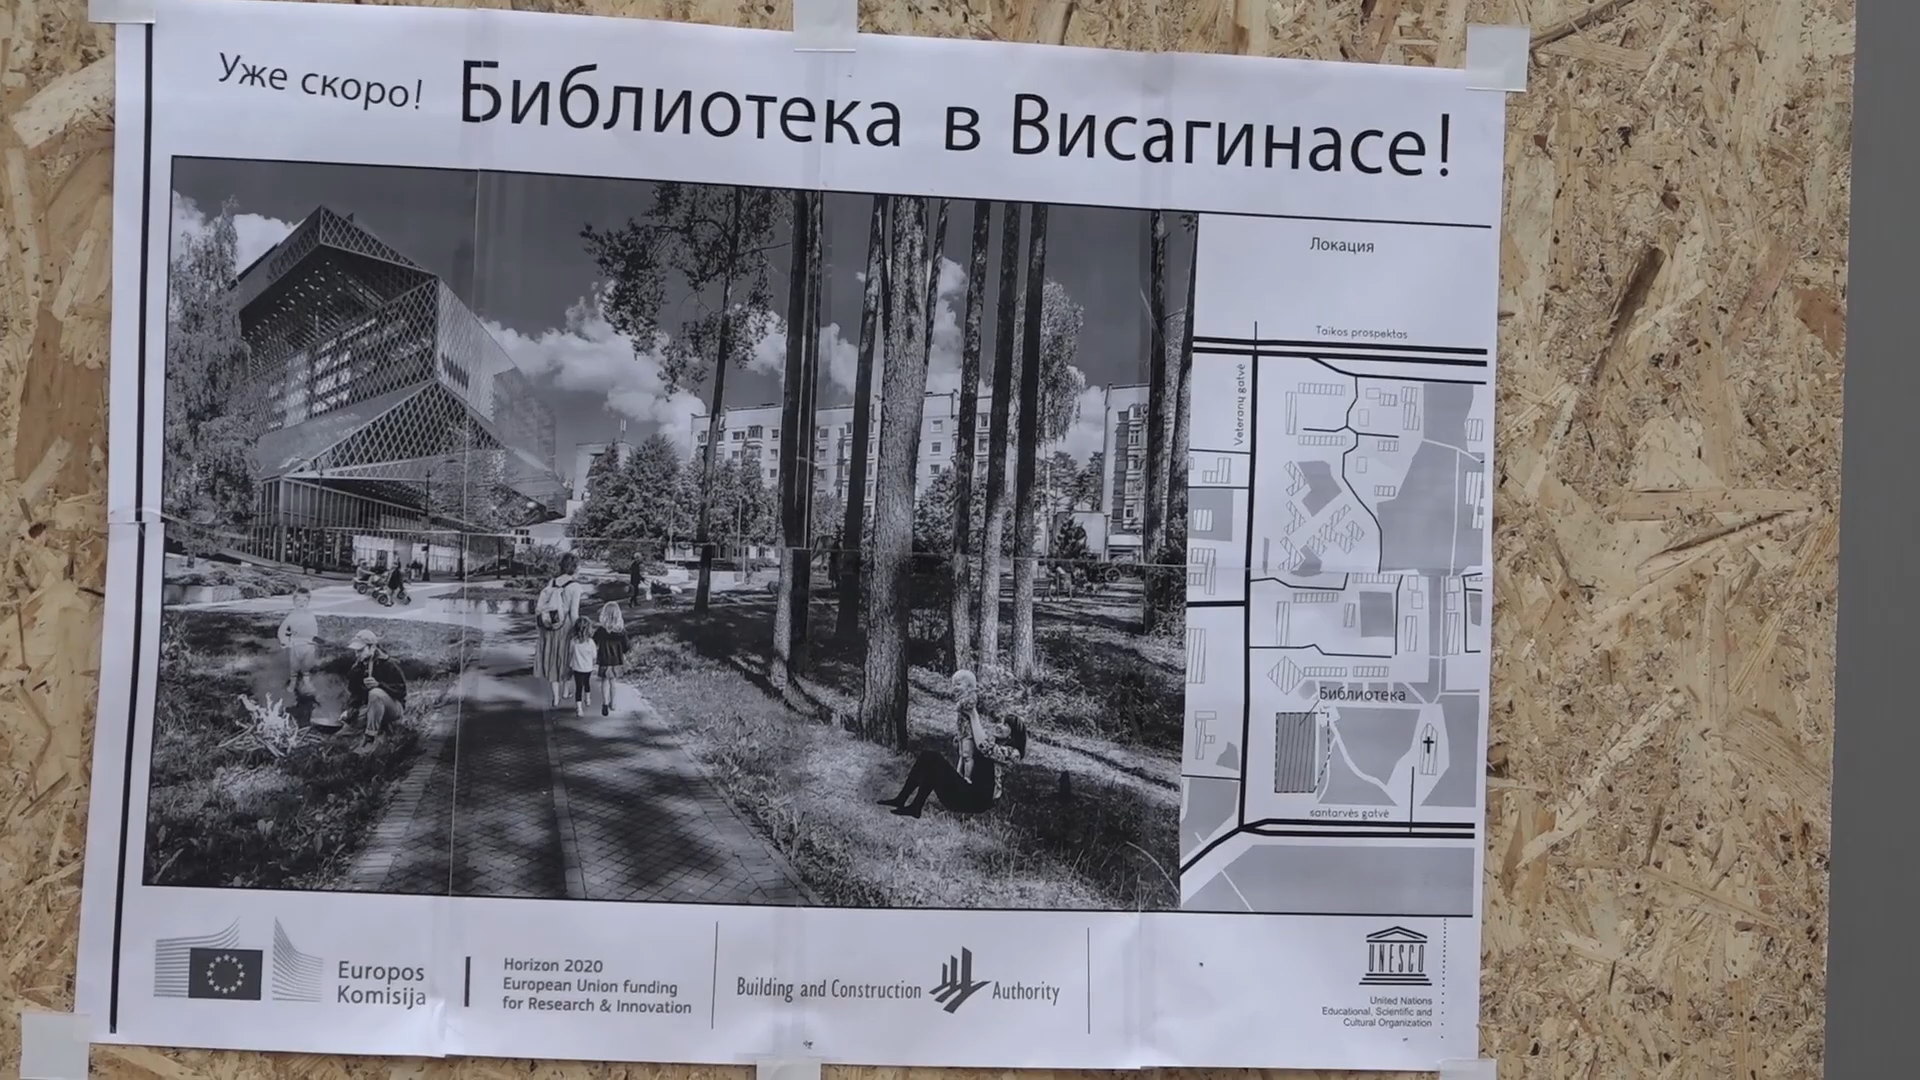 Уже скоро! Библиотека в Висагинасе!
Локация
Taikos prospektas
Veteranų gatvė
Библиотека
santarvės gatvė
Europos
Komisija
Horizon 2020
European Union funding
for Research & Innovation
Building and Construction Authority
UNESCO
United Nations
Educational, Scientific and
Cultural Organization